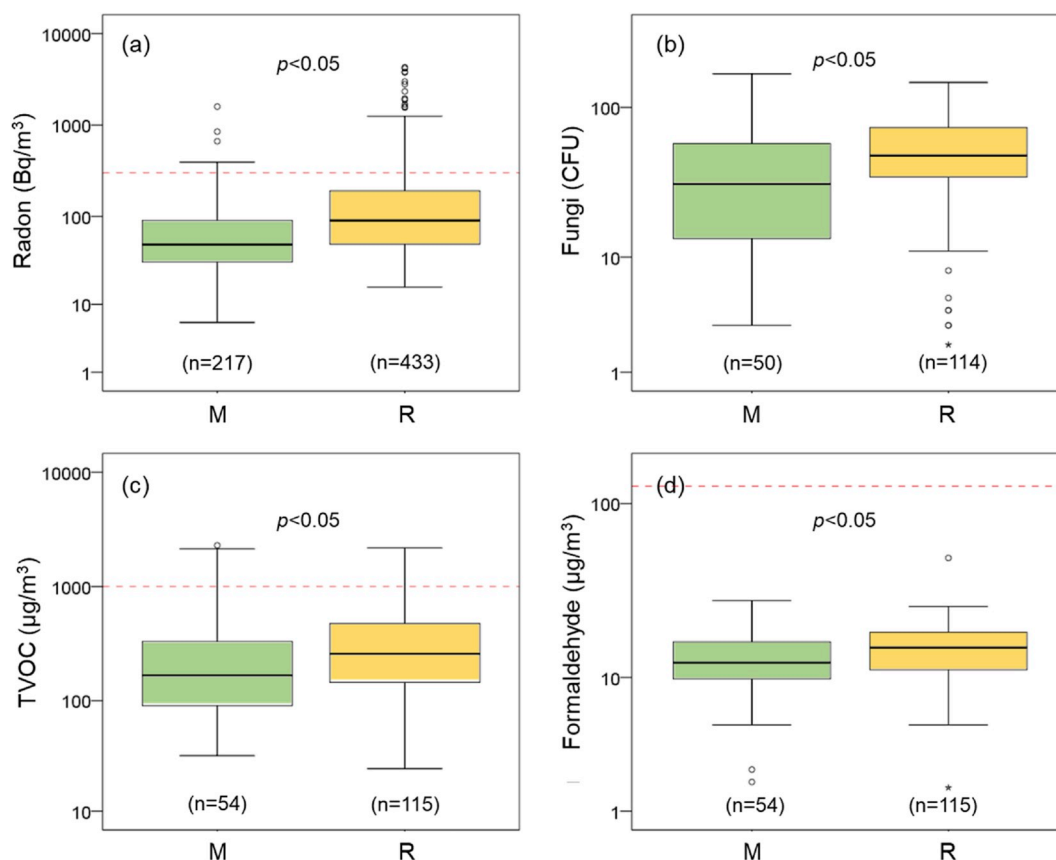 (a)
p<0.05
Radon (Bq/m³)
10000
1000
100
10
1
(n=217)
(n=433)
M
R
(b)
p<0.05
Fungi (CFU)
100
10
1
(n=50)
(n=114)
M
R
(c)
p<0.05
TVOC (µg/m³)
10000
1000
100
10
(n=54)
(n=115)
M
R
(d)
p<0.05
Formaldehyde (µg/m³)
100
10
1
(n=54)
(n=115)
M
R